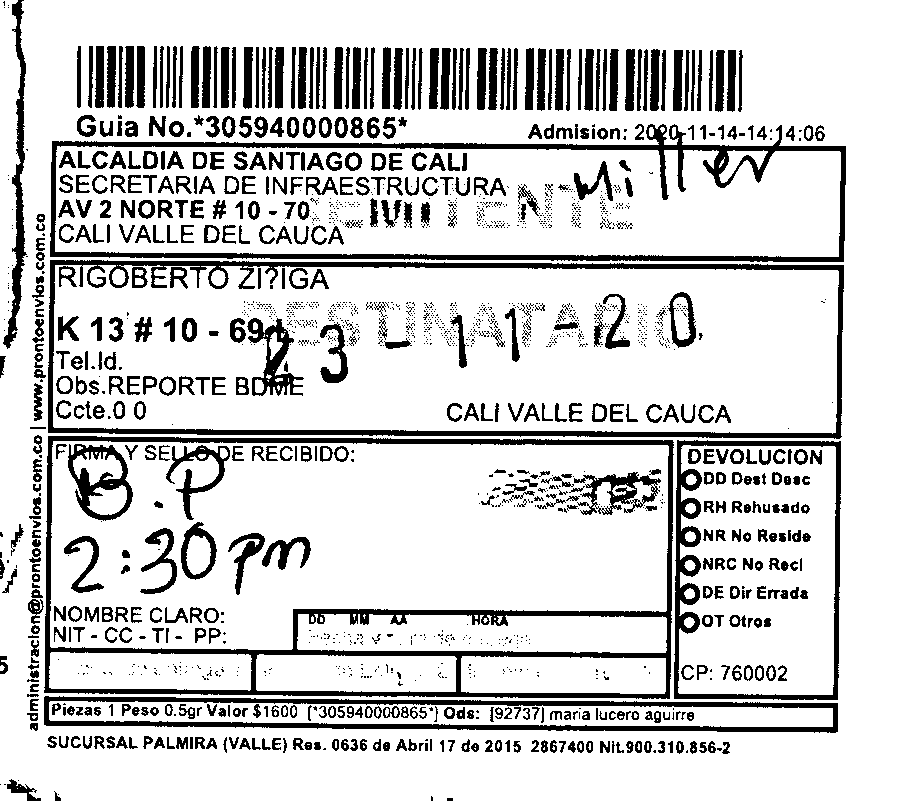 Guia No.*305940000865*
Admision: 2020-11-14-14:14:06
Miller
ALCALDIA DE SANTIAGO DE CALI
SECRETARIA DE INFRAESTRUCTURA
AV 2 NORTE # 10 - 70
REMITENTE
CALI VALLE DEL CAUCA
RIGOBERTO ZI?IGA
DESTINATARIO
K 13 # 10 - 69
23-11-20
Tel.Id.
Obs.REPORTE BDME
Ccte.0 0
CALI VALLE DEL CAUCA
FIRMA Y SELLO DE RECIBIDO:
B.P
2:30 pm
NOMBRE CLARO:
NIT - CC - TI - PP:
DD MM AA HORA
DEVOLUCION
DD Dest Desc
RH Rehusado
NR No Reside
NRC No Recl
DE Dir Errada
OT Otros
CP: 760002
Piezas 1 Peso 0.5gr Valor $1600 [*305940000865*] Ods: [92737] maria lucero aguirre
SUCURSAL PALMIRA (VALLE) Res. 0636 de Abril 17 de 2015 2867400 Nit.900.310.856-2
administracion@prontoenvios.com.co | www.prontoenvios.com.co